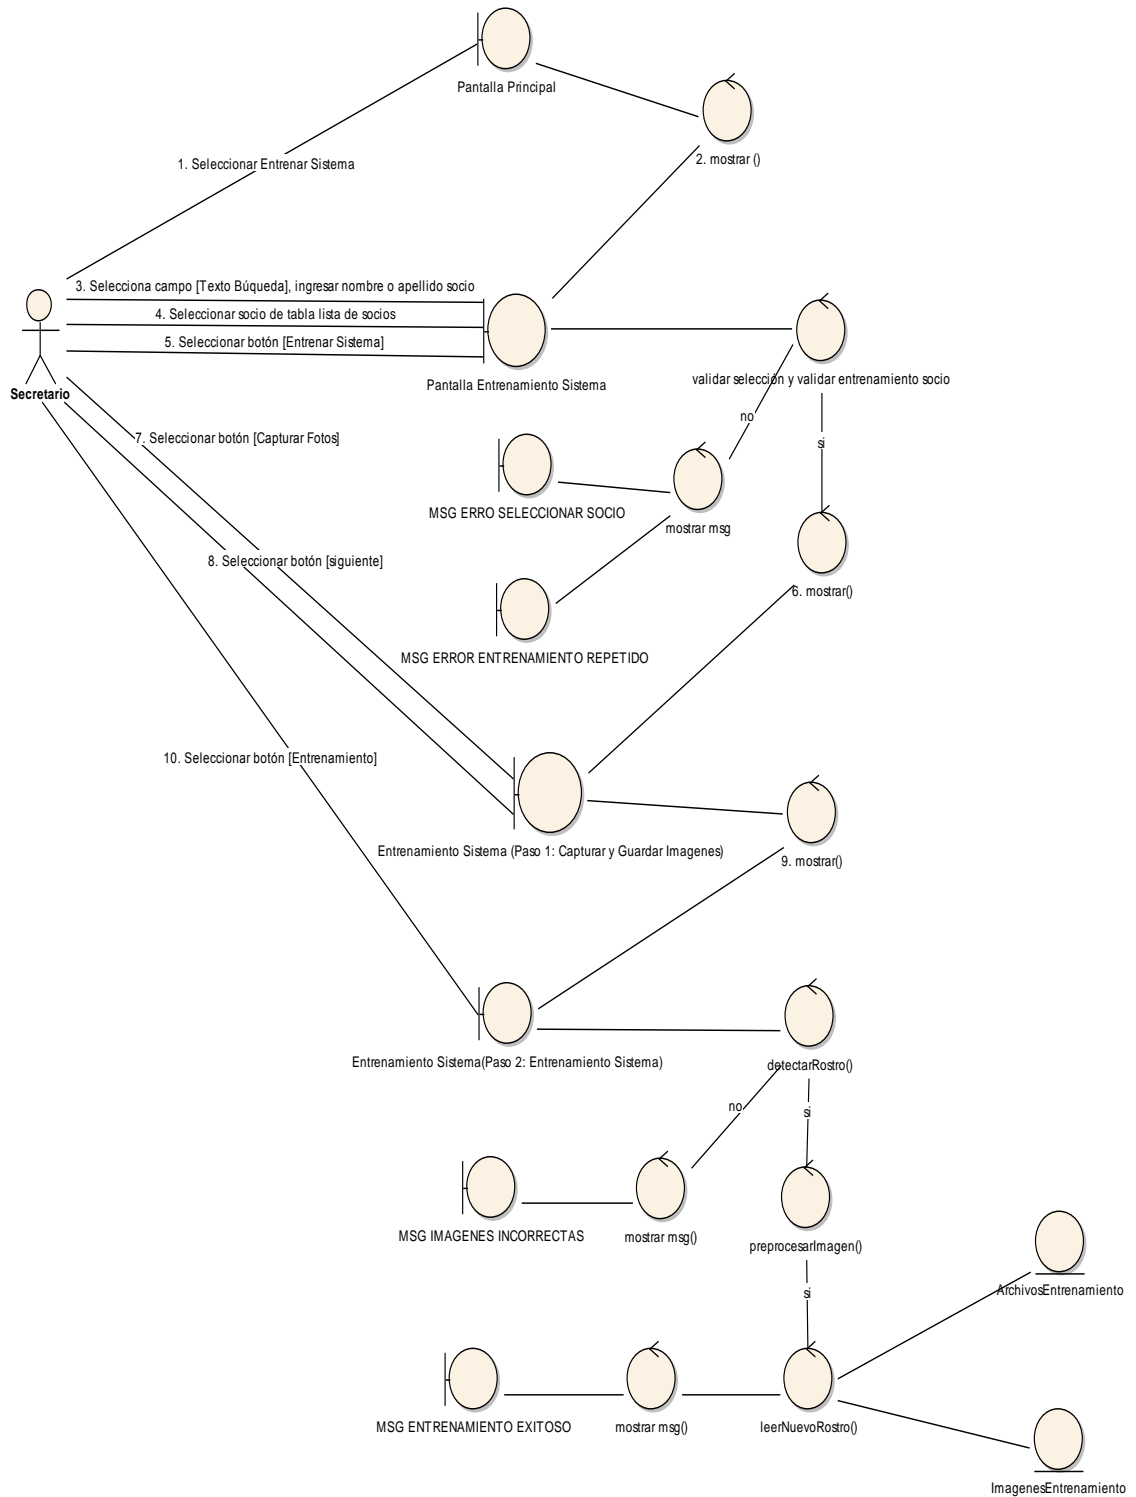 Pantalla Principal
2. mostrar ()
1. Seleccionar Entrenar Sistema
3. Selecciona campo [Texto Búqueda], ingresar nombre o apellido socio
4. Seleccionar socio de tabla lista de socios
5. Seleccionar botón [Entrenar Sistema]
Secretario
Pantalla Entrenamiento Sistema
validar selección y validar entrenamiento socio
no
si
7. Seleccionar botón [Capturar Fotos]
MSG ERRO SELECCIONAR SOCIO
mostrar msg
8. Seleccionar botón [siguiente]
6. mostrar()
MSG ERROR ENTRENAMIENTO REPETIDO
10. Seleccionar botón [Entrenamiento]
Entrenamiento Sistema (Paso 1: Capturar y Guardar Imagenes)
9. mostrar()
Entrenamiento Sistema(Paso 2: Entrenamiento Sistema)
detectarRostro()
no
si
MSG IMAGENES INCORRECTAS
mostrar msg()
preprocesarImagen()
si
ArchivosEntrenamiento
MSG ENTRENAMIENTO EXITOSO
mostrar msg()
leerNuevoRostro()
ImagenesEntrenamiento